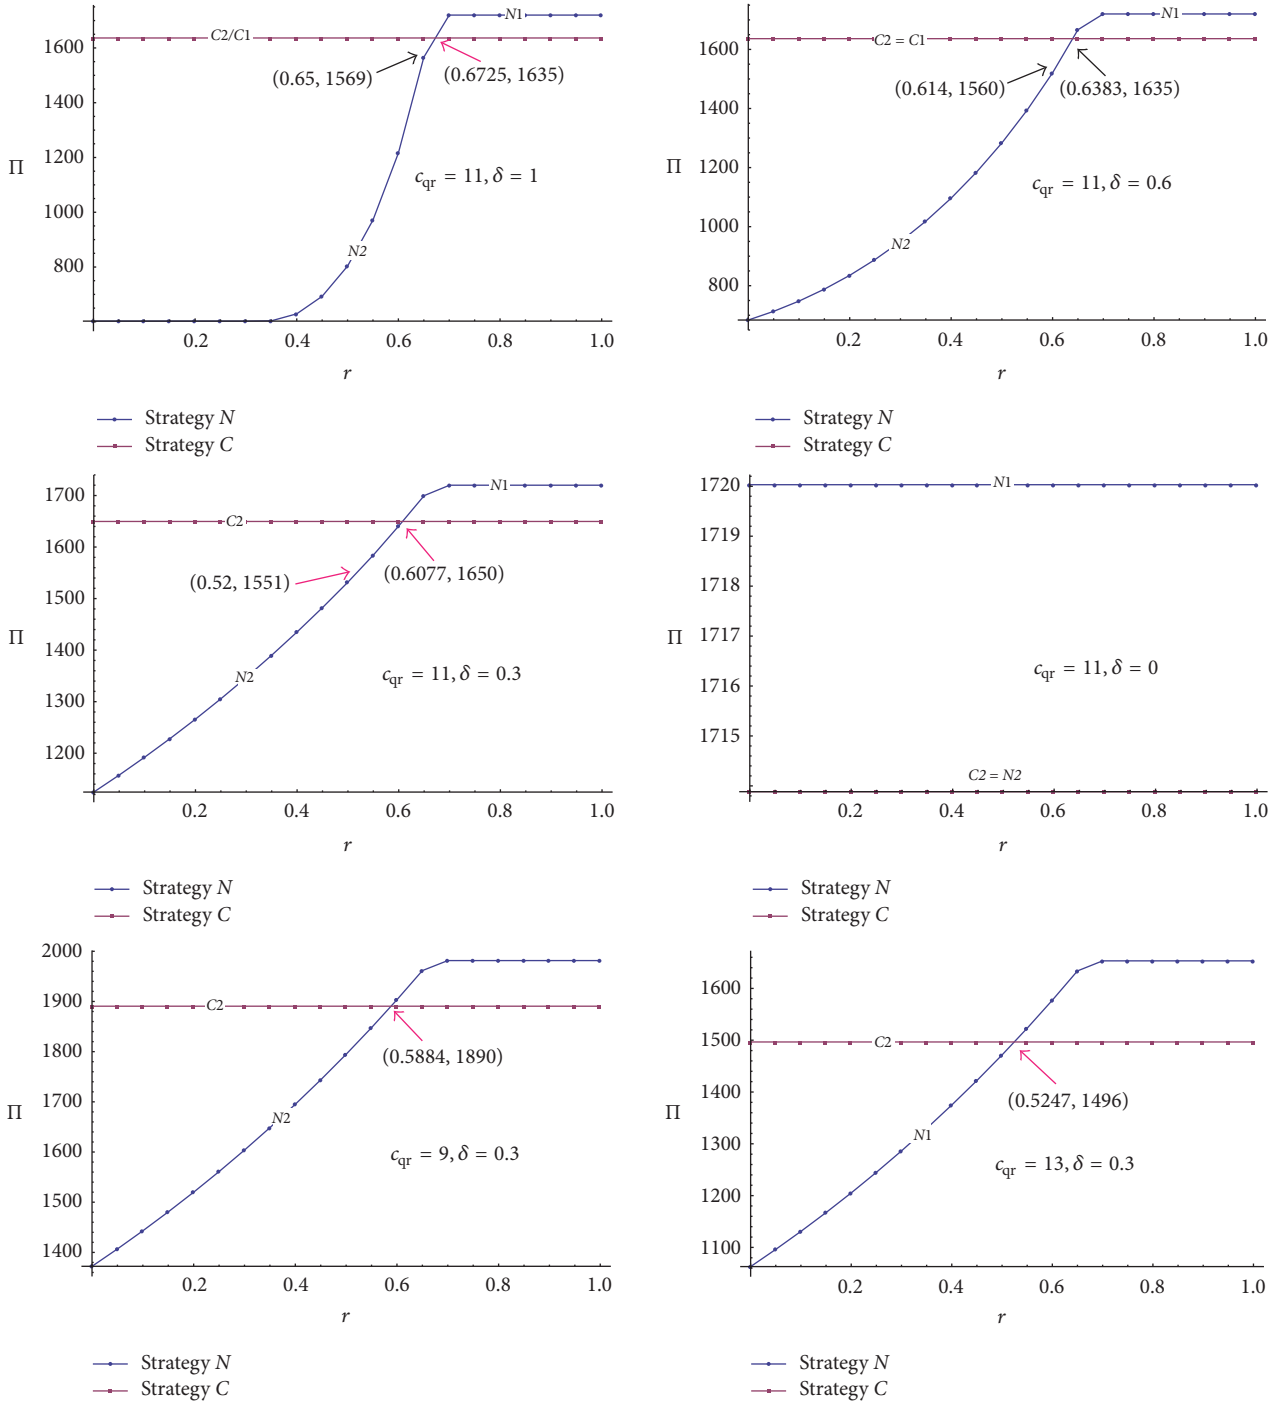 1600
1400
1200
1000
800
Π
C2/C1
N1
(0.65, 1569)
(0.6725, 1635)
c_qr = 11, δ = 1
N2
0.2 0.4 0.6 0.8 1.0
r
Strategy N
Strategy C
1600
1400
1200
1000
800
Π
C2 = C1
N1
(0.614, 1560)
(0.6383, 1635)
c_qr = 11, δ = 0.6
N2
0.2 0.4 0.6 0.8 1.0
r
Strategy N
Strategy C
1700
1600
1500
1400
1300
1200
Π
N1
C2
(0.52, 1551)
(0.6077, 1650)
N2
c_qr = 11, δ = 0.3
0.2 0.4 0.6 0.8 1.0
r
Strategy N
Strategy C
1720
1719
1718
1717
1716
1715
Π
N1
c_qr = 11, δ = 0
C2 = N2
0.2 0.4 0.6 0.8 1.0
r
Strategy N
Strategy C
2000
1900
1800
1700
1600
1500
1400
Π
C2
(0.5884, 1890)
N2
c_qr = 9, δ = 0.3
0.2 0.4 0.6 0.8 1.0
r
Strategy N
Strategy C
1600
1500
1400
1300
1200
1100
Π
C2
(0.5247, 1496)
N1
c_qr = 13, δ = 0.3
0.2 0.4 0.6 0.8 1.0
r
Strategy N
Strategy C